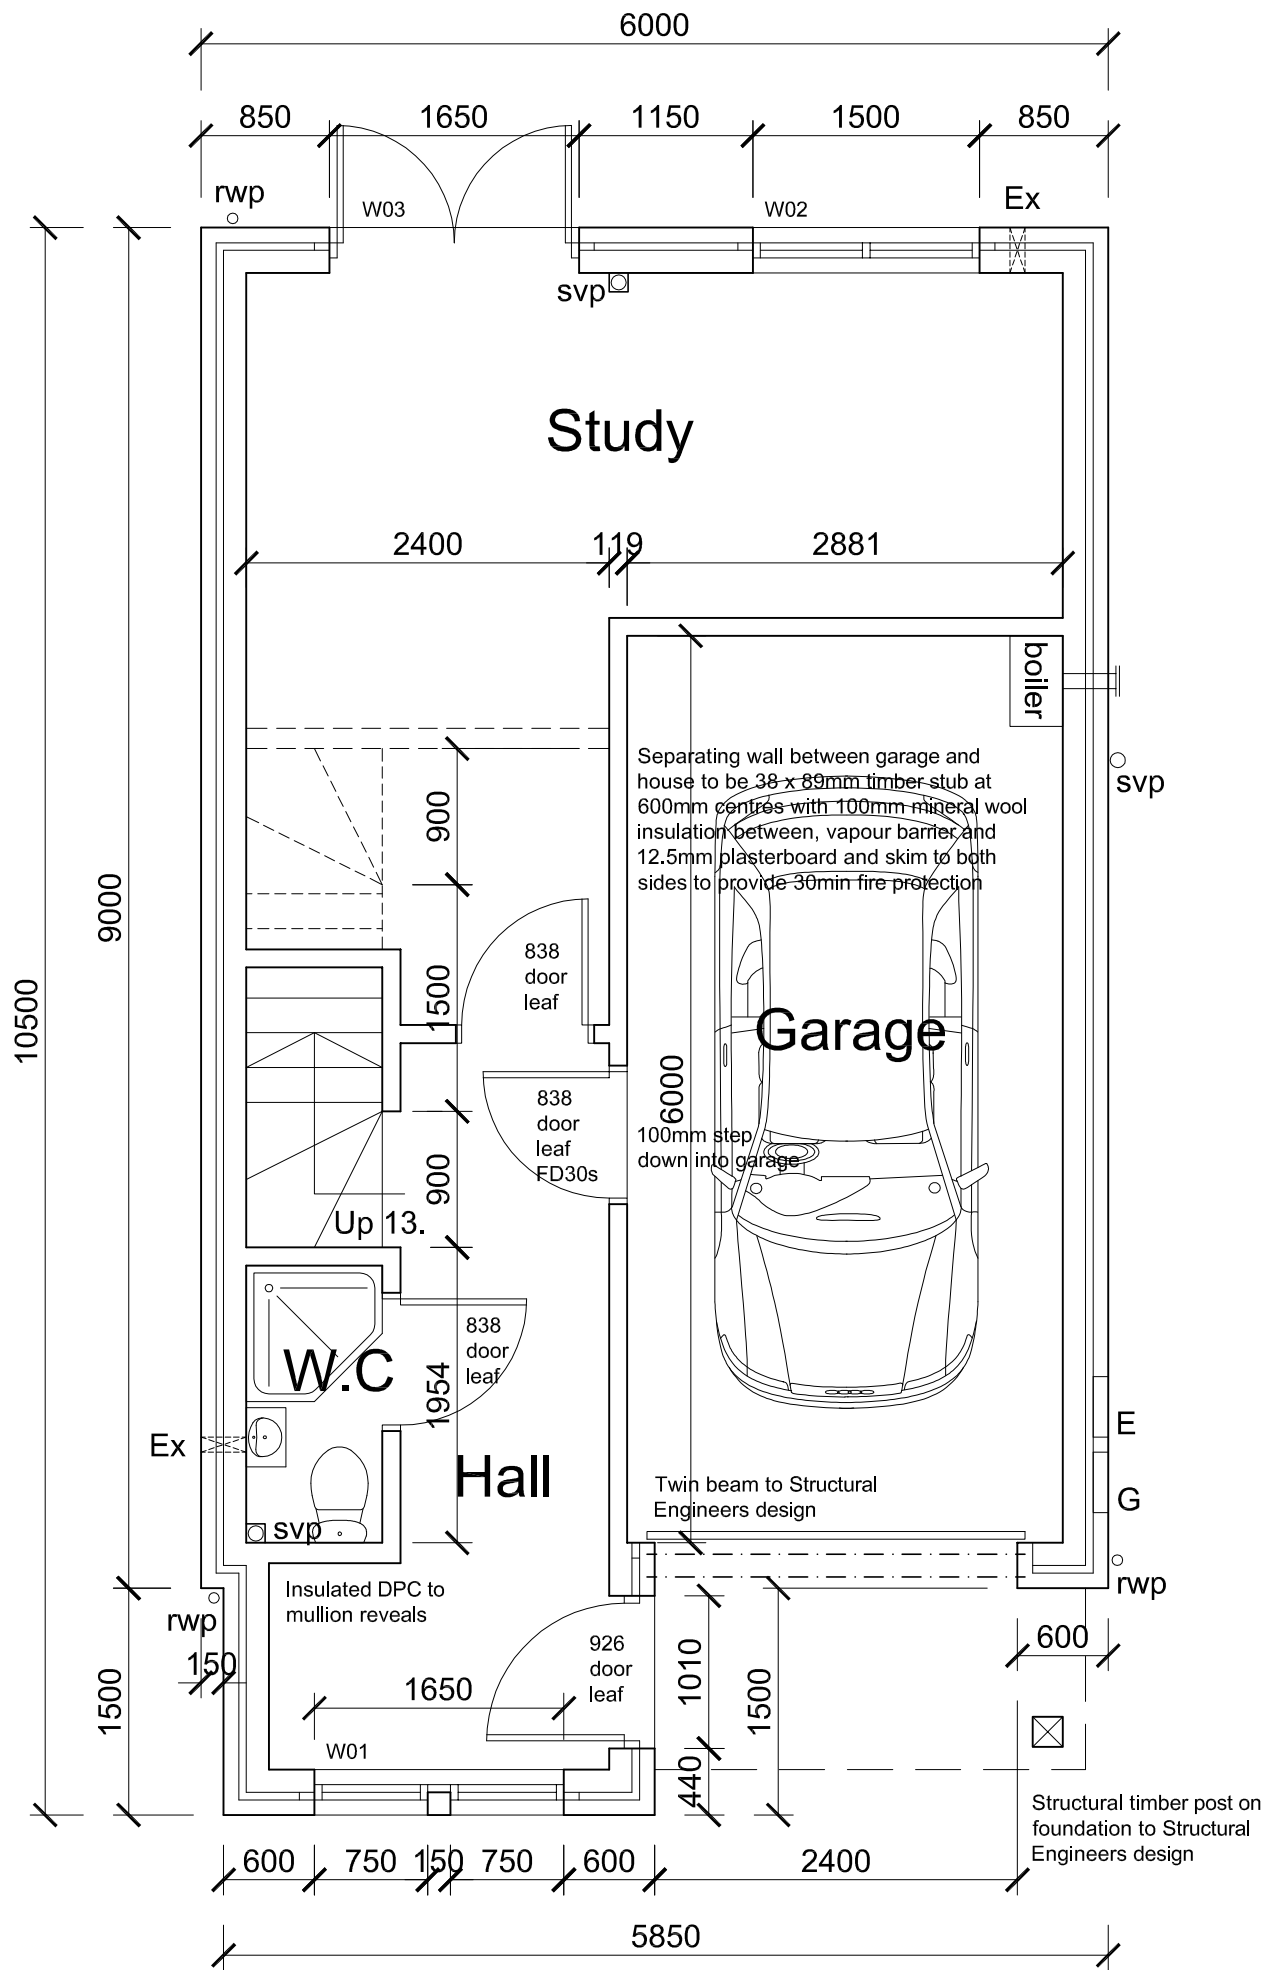 6000
850 1650 1150 1500 850
rwp
W03
W02
Ex
svp
Study
2400 119 2881
boiler
Separating wall between garage and
house to be 38 x 89mm timber stub at
600mm centres with 100mm mineral wool
insulation between, vapour barrier and
12.5mm plasterboard and skim to both
sides to provide 30min fire protection
svp
900
9000
10500
838
door
leaf
1500
Garage
6000
838
door
leaf
FD30s
100mm step
down into garage
900
Up 13.
838
door
leaf
W.C
1954
Ex
Hall
E
G
Twin beam to Structural
Engineers design
svp
Insulated DPC to
mullion reveals
rwp
rwp
150
926
door
leaf
1010
1500
600
1650
1500
W01
440
Structural timber post on
foundation to Structural
Engineers design
600 750 150 750 600 2400
5850